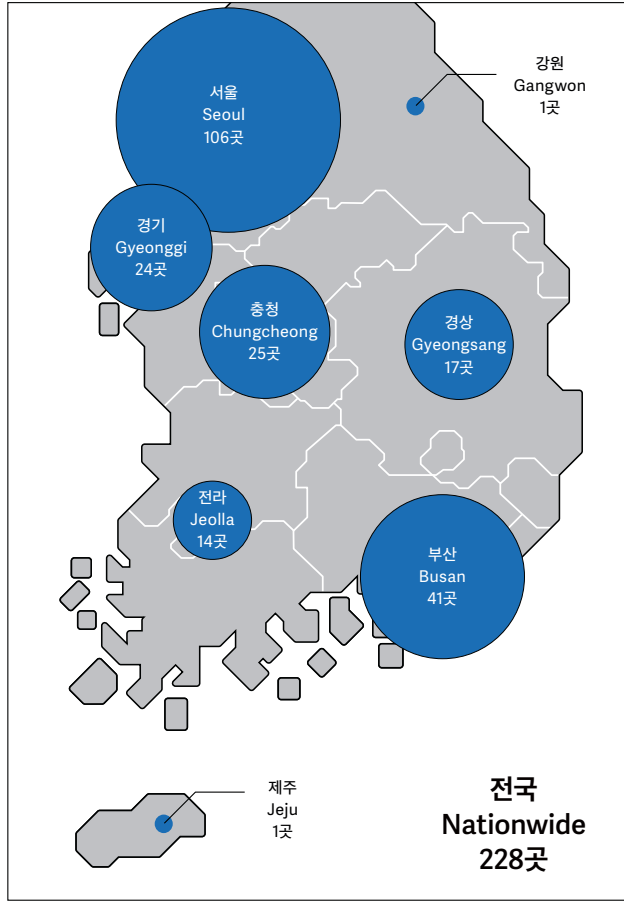 서울
Seoul
106곳
강원
Gangwon
1곳
경기
Gyeonggi
24곳
충청
Chungcheong
25곳
경상
Gyeongsang
17곳
전라
Jeolla
14곳
부산
Busan
41곳
제주
Jeju
1곳
전국
Nationwide
228곳